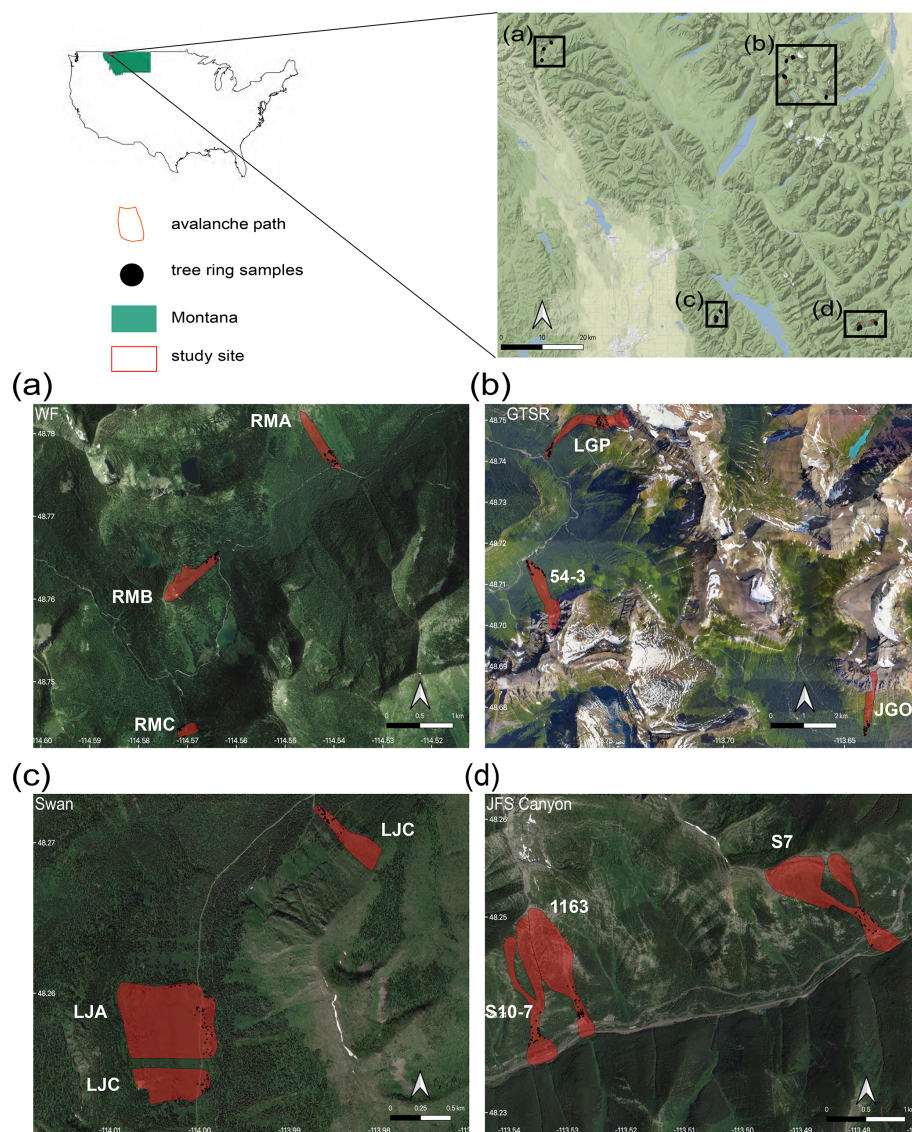 (a)
(b)
(c)
(d)
0 10 20 km
avalanche path
tree ring samples
Montana
study site
(a)
WF
RMA
RMB
RMC
48.78
48.77
48.76
48.75
0 0.5 1 km
-114.60 -114.59 -114.58 -114.57 -114.56 -114.55 -114.54 -114.53 -114.52
(b)
GTSR
LGP
54-3
JGO
48.75
48.74
48.73
48.72
48.71
48.70
48.69
48.68
0 1 2 km
-113.75 -113.70 -113.65
(c)
Swan
LJC
LJA
LJC
48.27
48.26
0 0.25 0.5 km
-114.01 -114.00 -113.99 -113.98
(d)
JFS Canyon
S7
1163
S10-7
48.26
48.25
48.23
0 0.5 1 km
-113.54 -113.53 -113.52 -113.51 -113.50 -113.49 -113.48